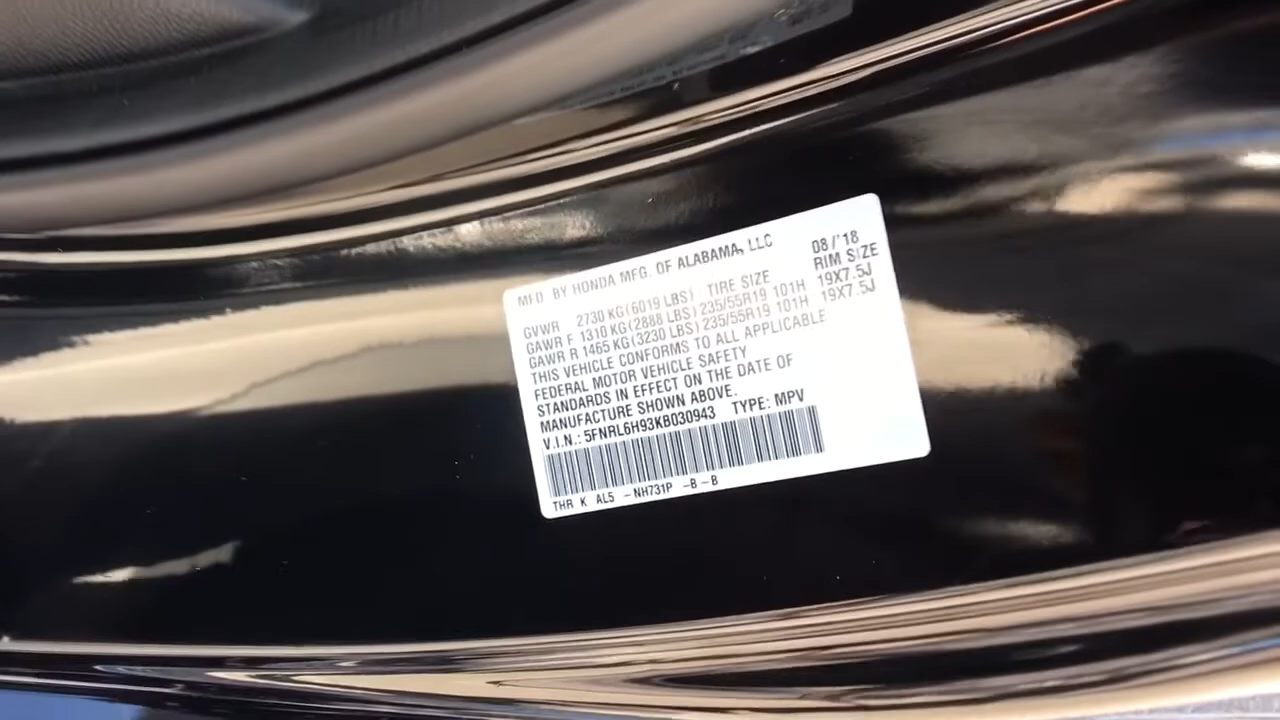 MFD. BY HONDA MFG. OF ALABAMA, LLC 08/'18
GVWR 2730 KG(6019 LBS) TIRE SIZE RIM SIZE
GAWR F 1310 KG(2888 LBS) 235/55R19 101H 19X7.5J
GAWR R 1465 KG(3230 LBS) 235/55R19 101H 19X7.5J
THIS VEHICLE CONFORMS TO ALL APPLICABLE
FEDERAL MOTOR VEHICLE SAFETY
STANDARDS IN EFFECT ON THE DATE OF
MANUFACTURE SHOWN ABOVE.
V.I.N.: 5FNRL6H93KB030943 TYPE: MPV
THR K AL5 -NH731P -B-B